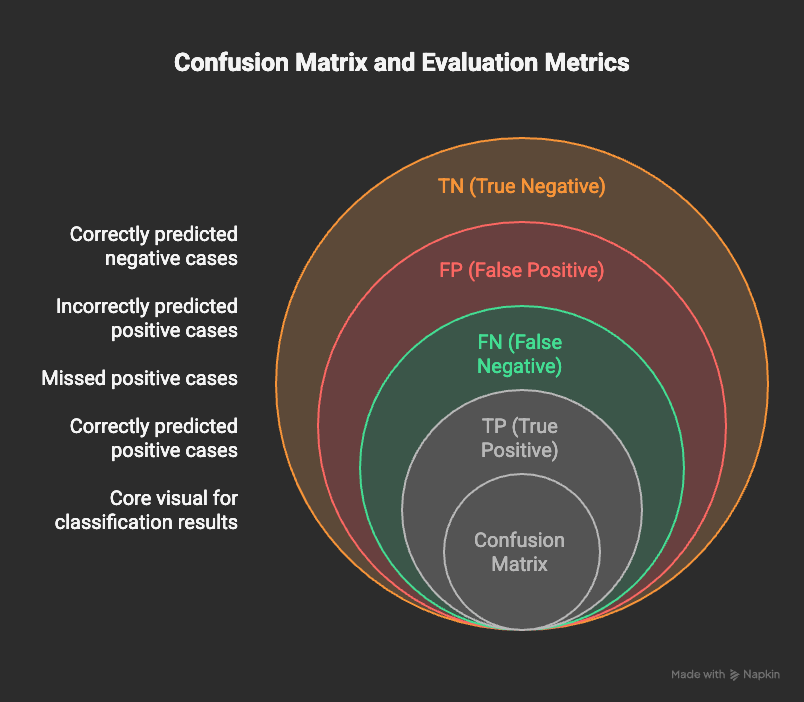 Confusion Matrix and Evaluation Metrics
TN (True Negative)
Correctly predicted
negative cases
FP (False Positive)
Incorrectly predicted
positive cases
FN (False
Negative)
Missed positive cases
TP (True
Positive)
Correctly predicted
positive cases
Core visual for
classification results
Confusion
Matrix
Made with Napkin